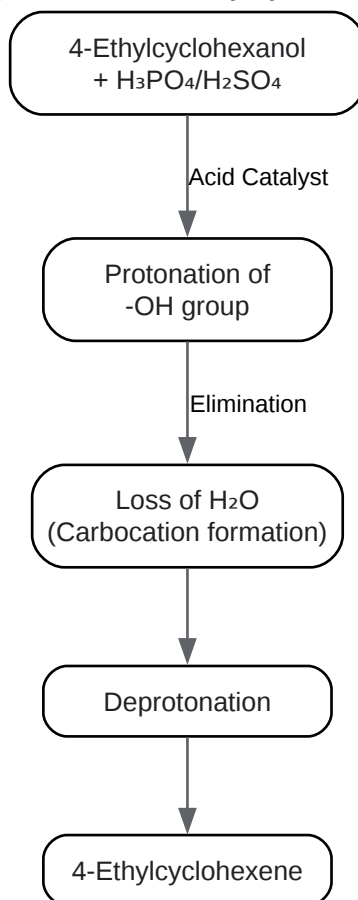 4-Ethylcyclohexanol
+ H₃PO₄/H₂SO₄
Acid Catalyst
Protonation of
-OH group
Elimination
Loss of H₂O
(Carbocation formation)
Deprotonation
4-Ethylcyclohexene